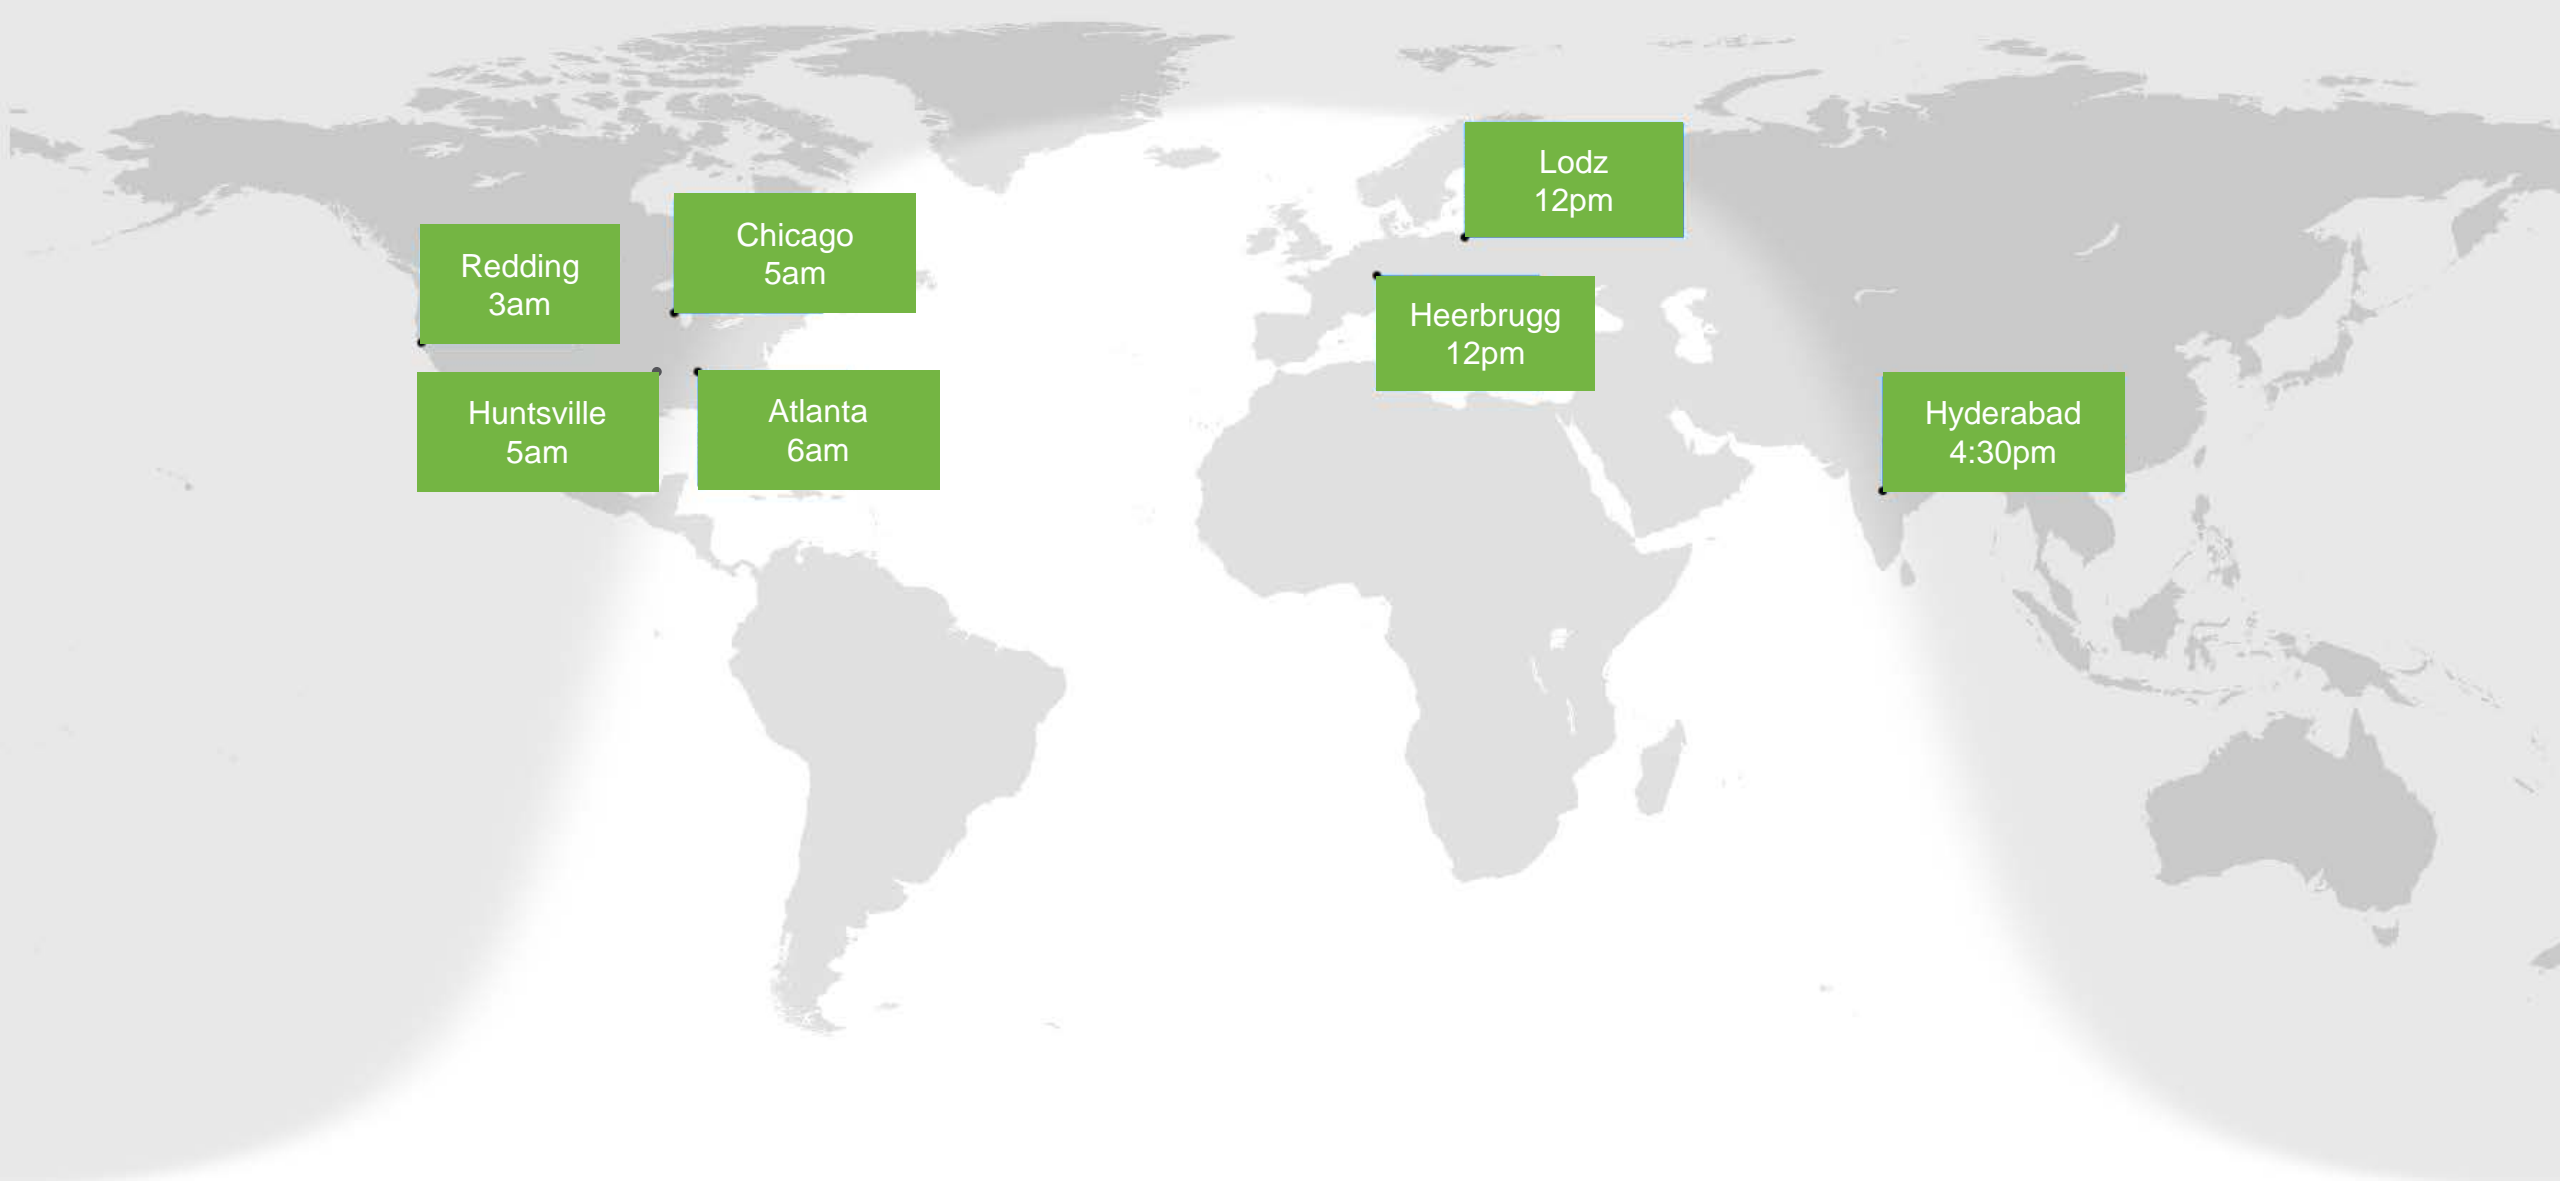 Lodz
12pm
Chicago
5am
Redding
3am
Heerbrugg
12pm
Huntsville
5am
Atlanta
6am
Hyderabad
4:30pm